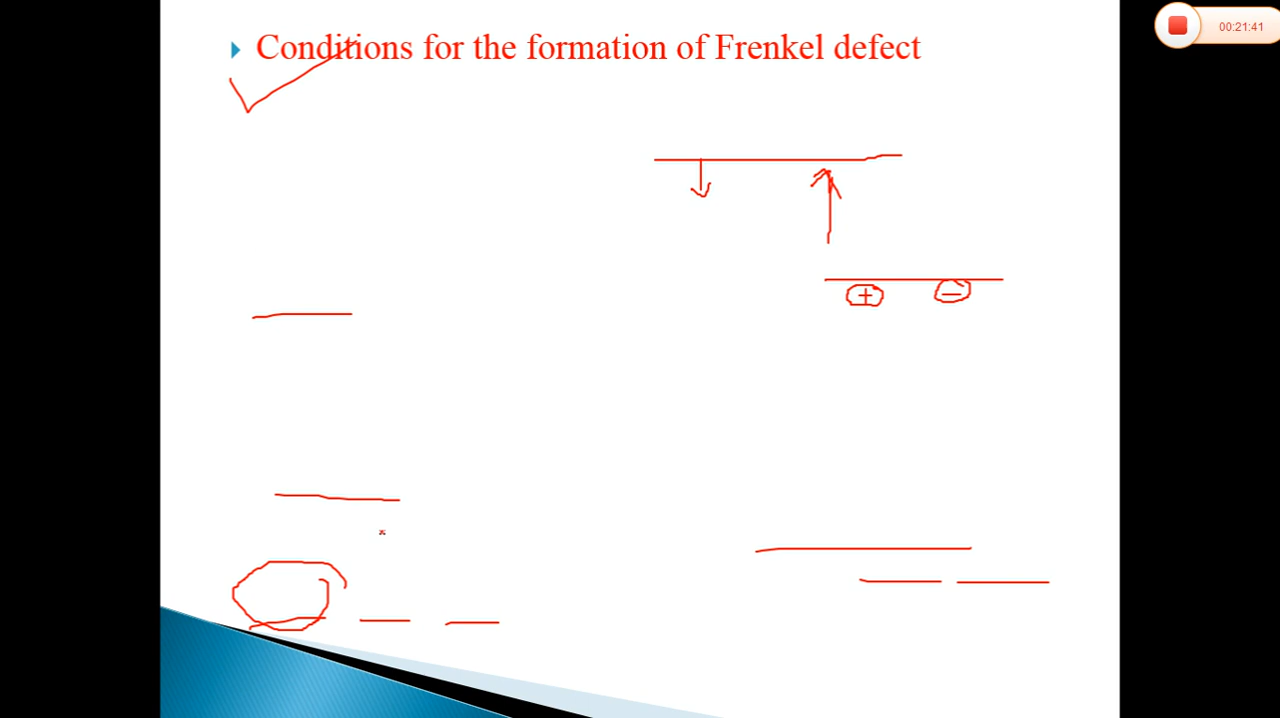 Conditions for the formation of Frenkel defect
00:21:41
+
−